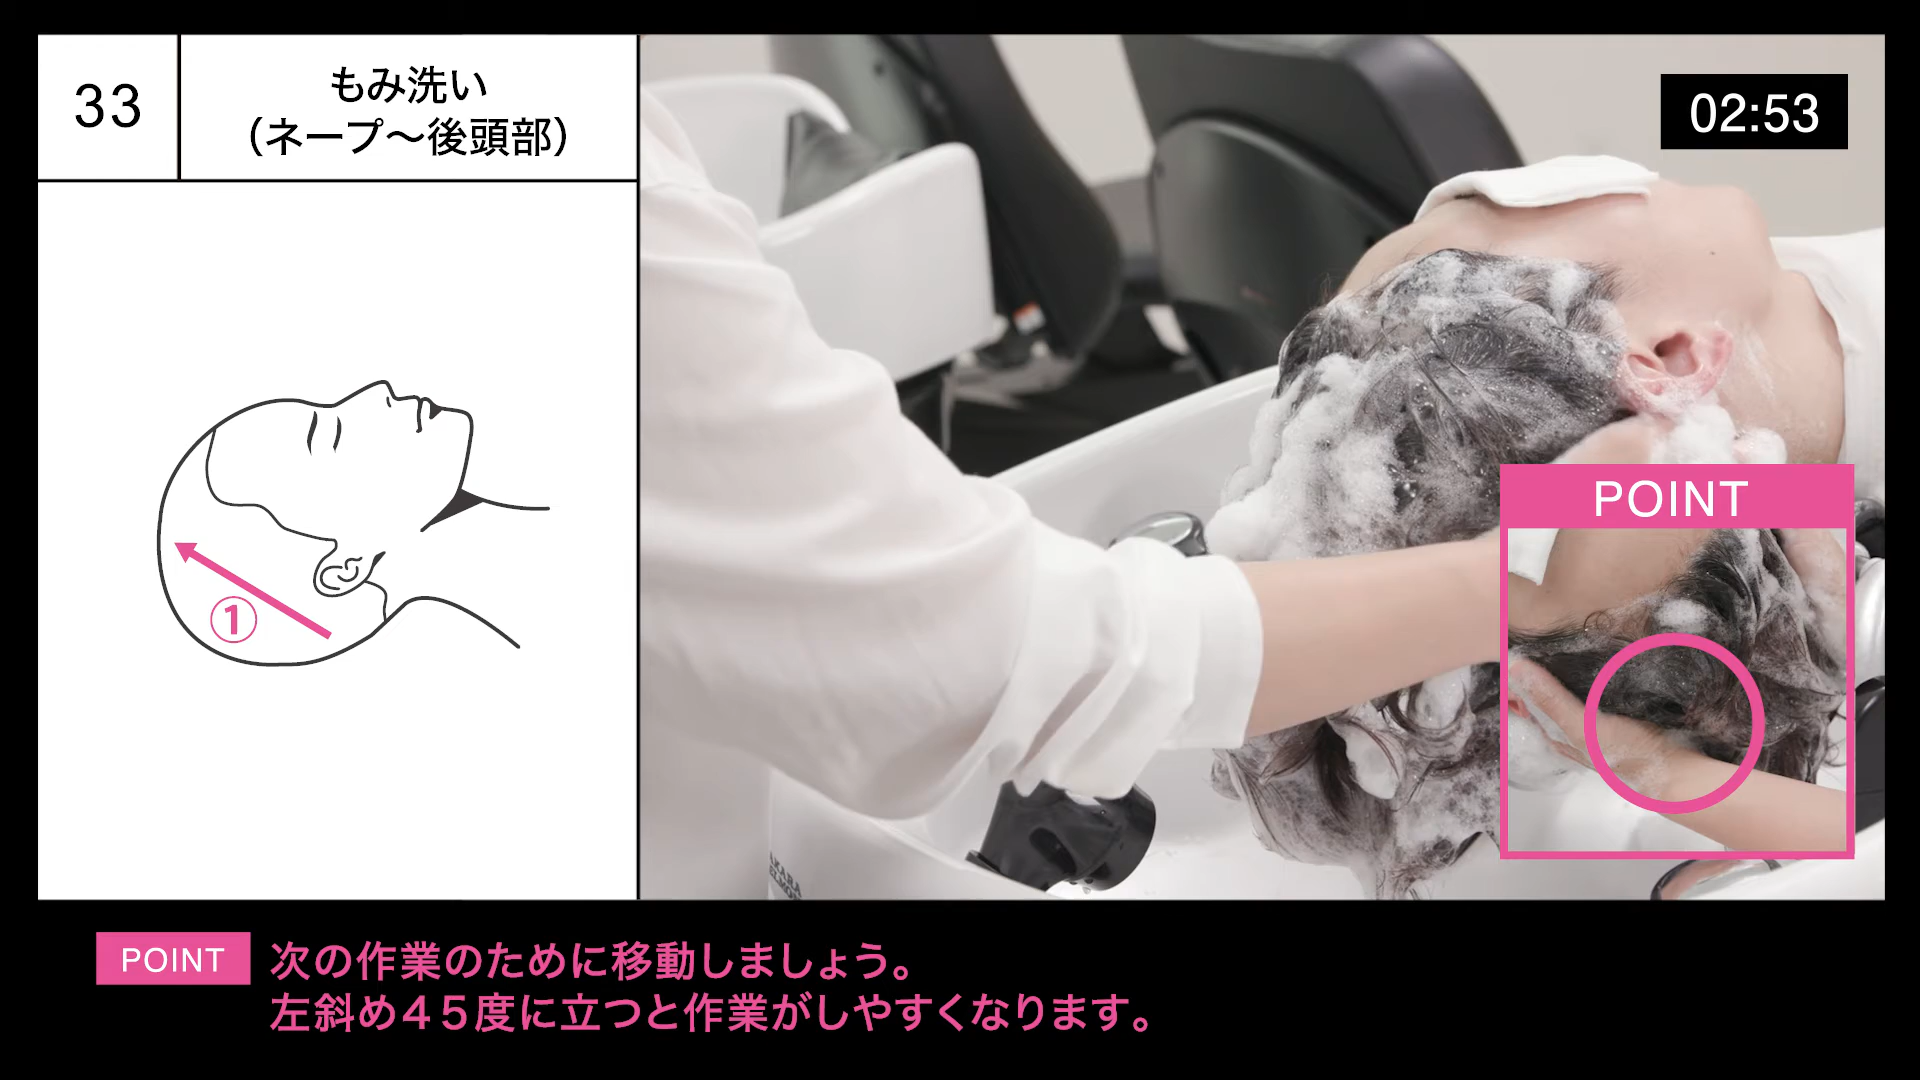 33
もみ洗い
（ネープ～後頭部）
02:53
①
POINT
POINT
次の作業のために移動しましょう。
左斜め４５度に立つと作業がしやすくなります。